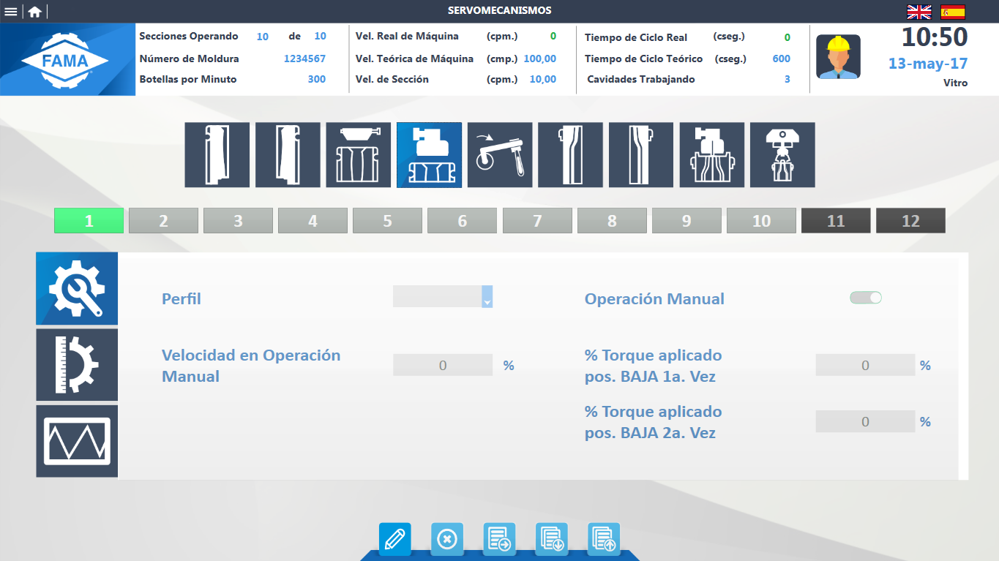 SERVOMECANISMOS
FAMA
Secciones Operando 10 de 10
Número de Moldura 1234567
Botellas por Minuto 300
Vel. Real de Máquina (cpm.) 0
Vel. Teórica de Máquina (cmp.) 100,00
Vel. de Sección (cpm.) 10,00
Tiempo de Ciclo Real (cseg.) 0
Tiempo de Ciclo Teórico (cseg.) 600
Cavidades Trabajando 3
10:50
13-may-17
Vitro
1 2 3 4 5 6 7 8 9 10 11 12
Perfil
Operación Manual
Velocidad en Operación
Manual 0 %
% Torque aplicado
pos. BAJA 1a. Vez 0 %
% Torque aplicado
pos. BAJA 2a. Vez 0 %